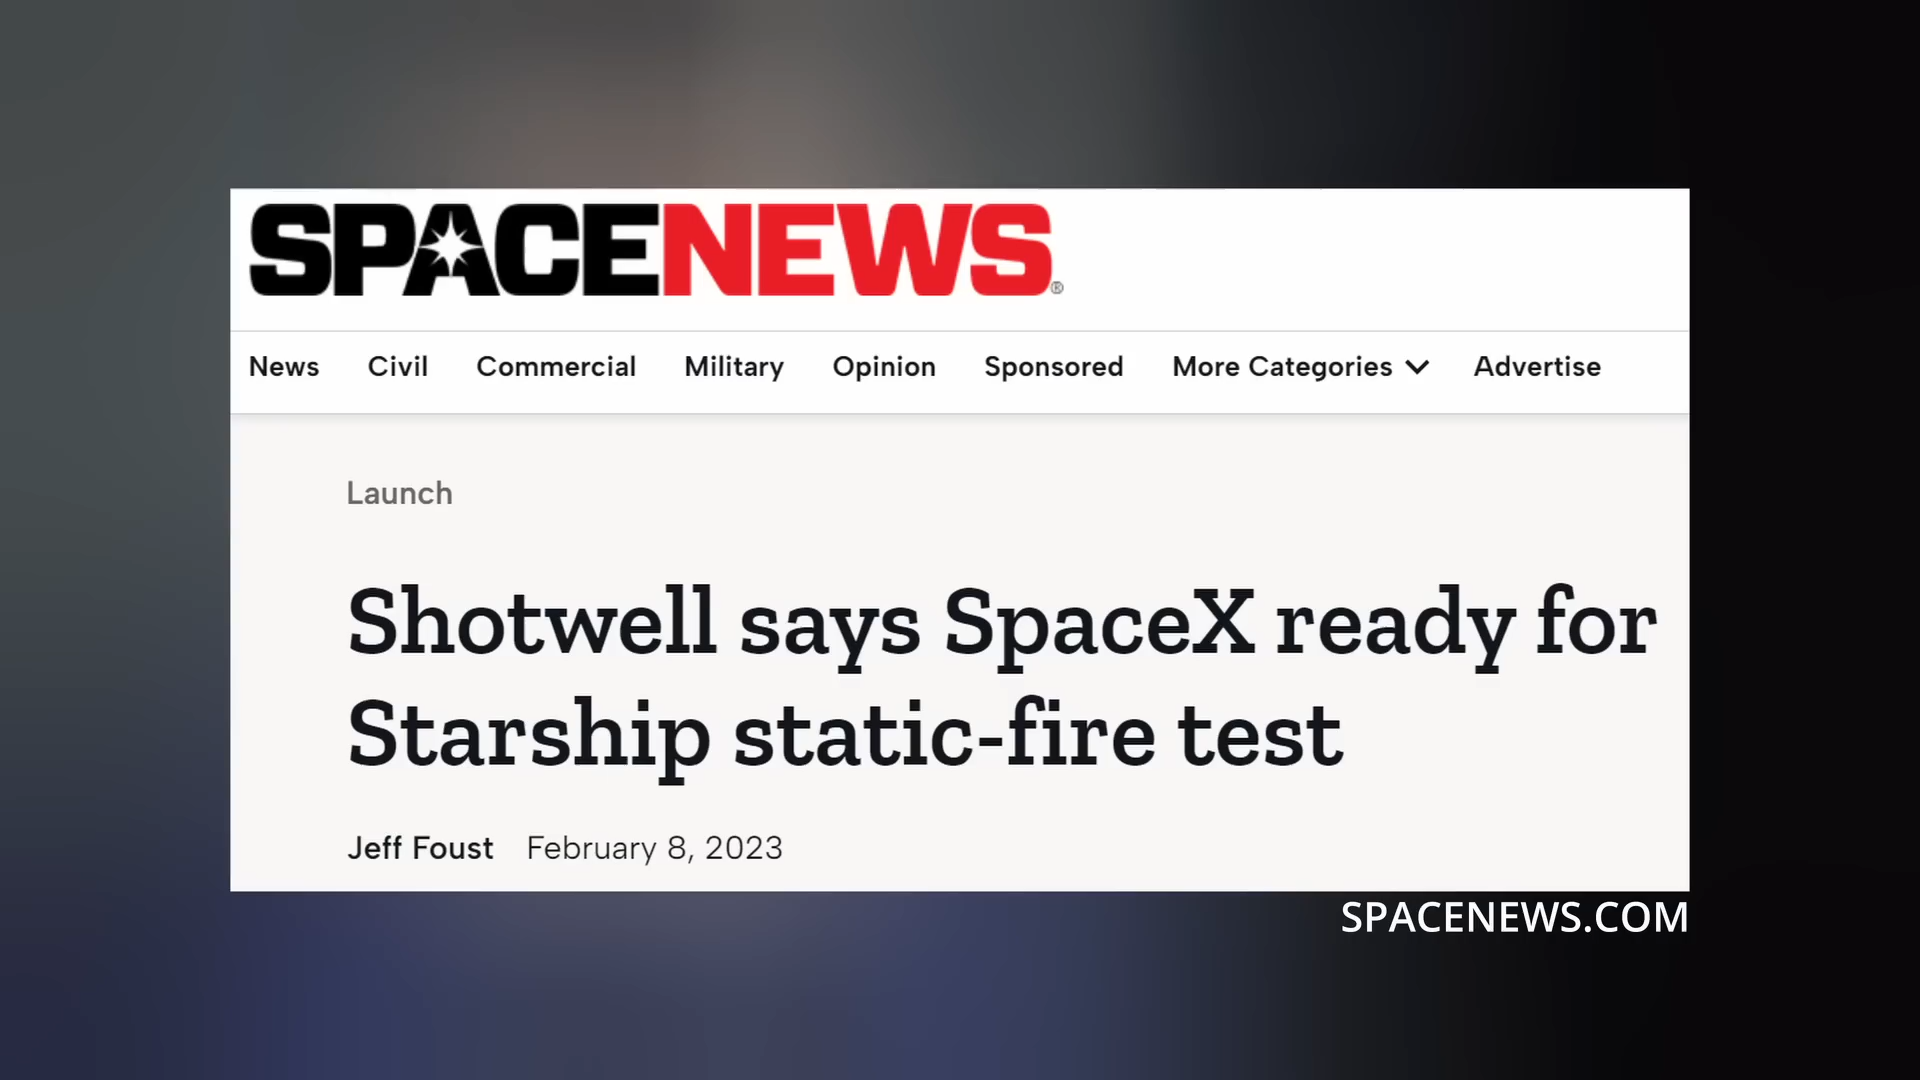 SPACENEWS®
News Civil Commercial Military Opinion Sponsored More Categories Advertise
Launch
Shotwell says SpaceX ready for
Starship static-fire test
Jeff Foust February 8, 2023
SPACENEWS.COM